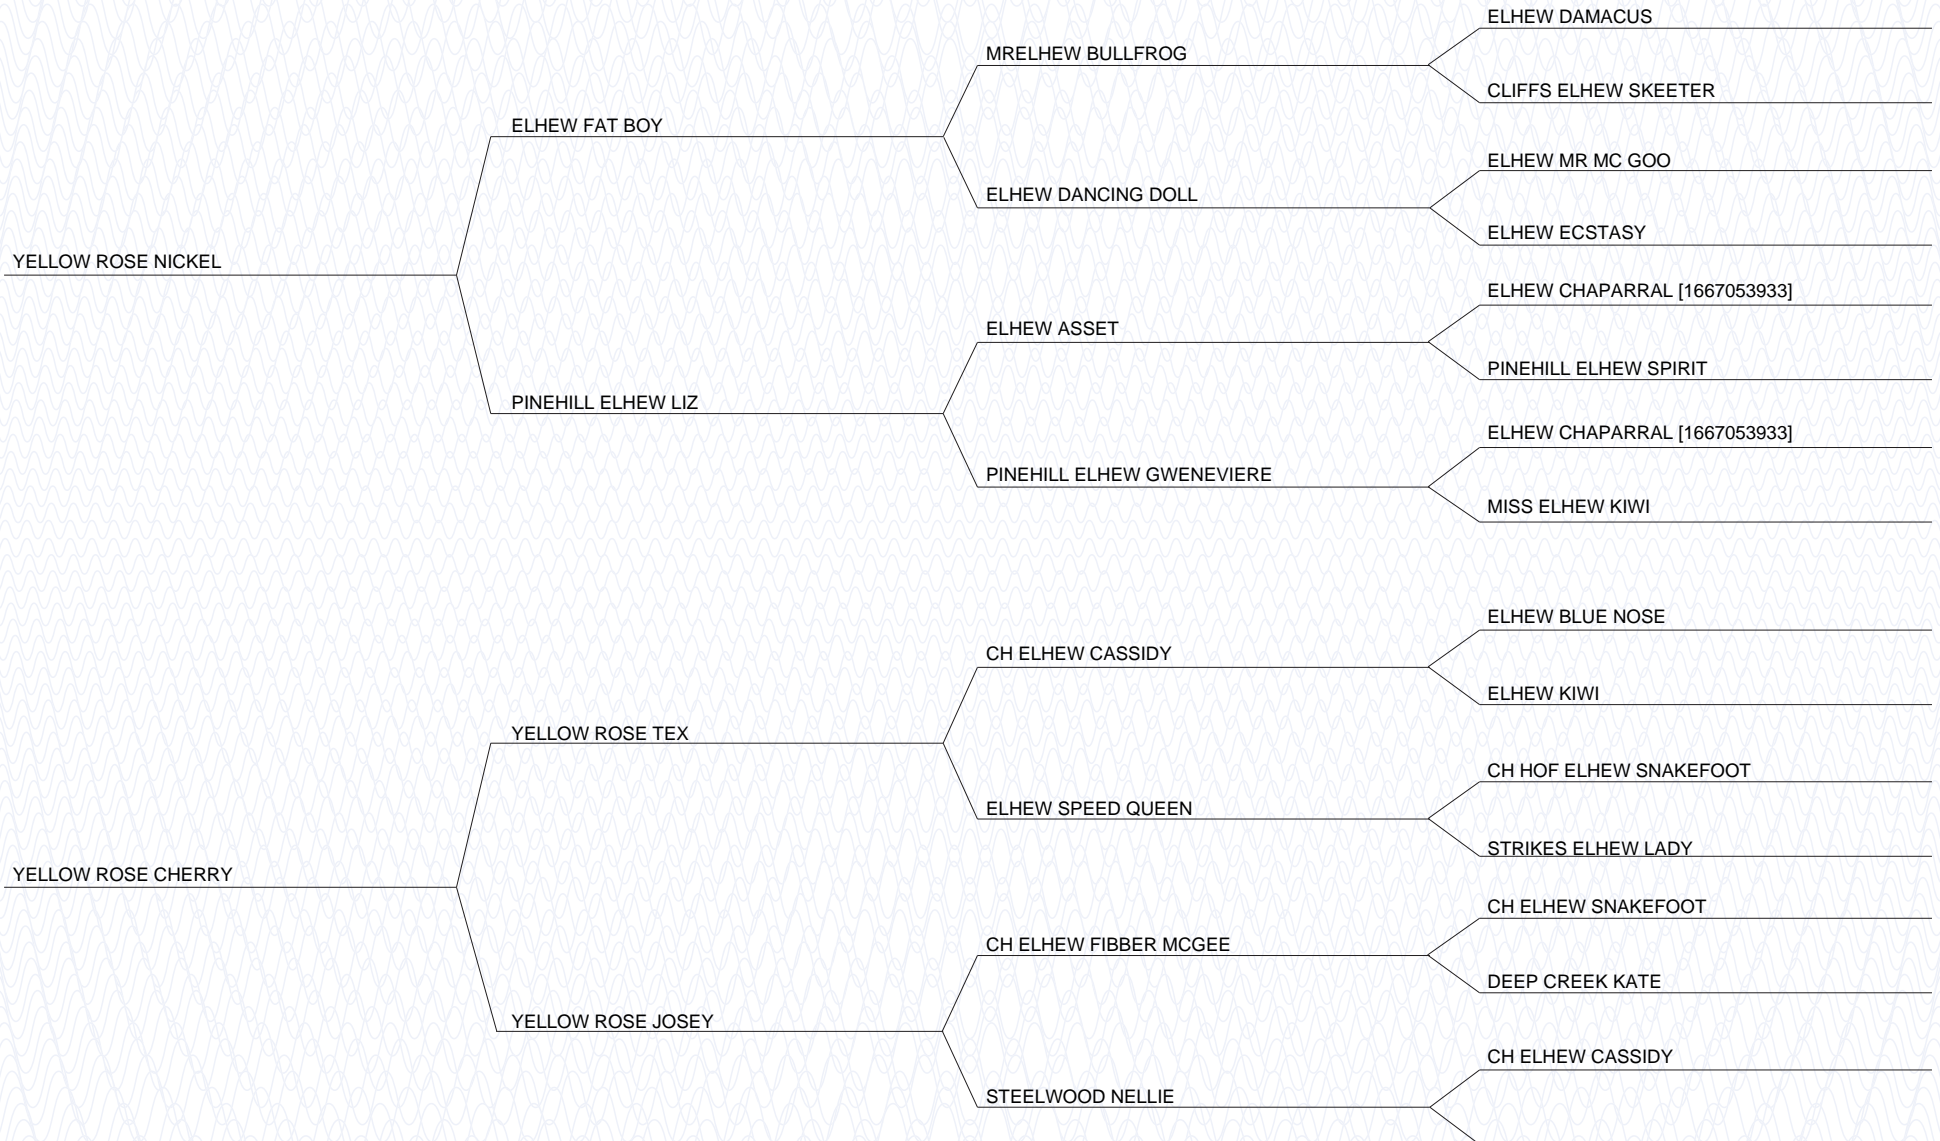 YELLOW ROSE NICKEL
ELHEW FAT BOY
MRELHEW BULLFROG
ELHEW DAMACUS
CLIFFS ELHEW SKEETER
ELHEW DANCING DOLL
ELHEW MR MC GOO
ELHEW ECSTASY
PINEHILL ELHEW LIZ
ELHEW ASSET
ELHEW CHAPARRAL [1667053933]
PINEHILL ELHEW SPIRIT
PINEHILL ELHEW GWENEVIERE
ELHEW CHAPARRAL [1667053933]
MISS ELHEW KIWI
YELLOW ROSE CHERRY
YELLOW ROSE TEX
CH ELHEW CASSIDY
ELHEW BLUE NOSE
ELHEW KIWI
ELHEW SPEED QUEEN
CH HOF ELHEW SNAKEFOOT
STRIKES ELHEW LADY
YELLOW ROSE JOSEY
CH ELHEW FIBBER MCGEE
CH ELHEW SNAKEFOOT
DEEP CREEK KATE
STEELWOOD NELLIE
CH ELHEW CASSIDY